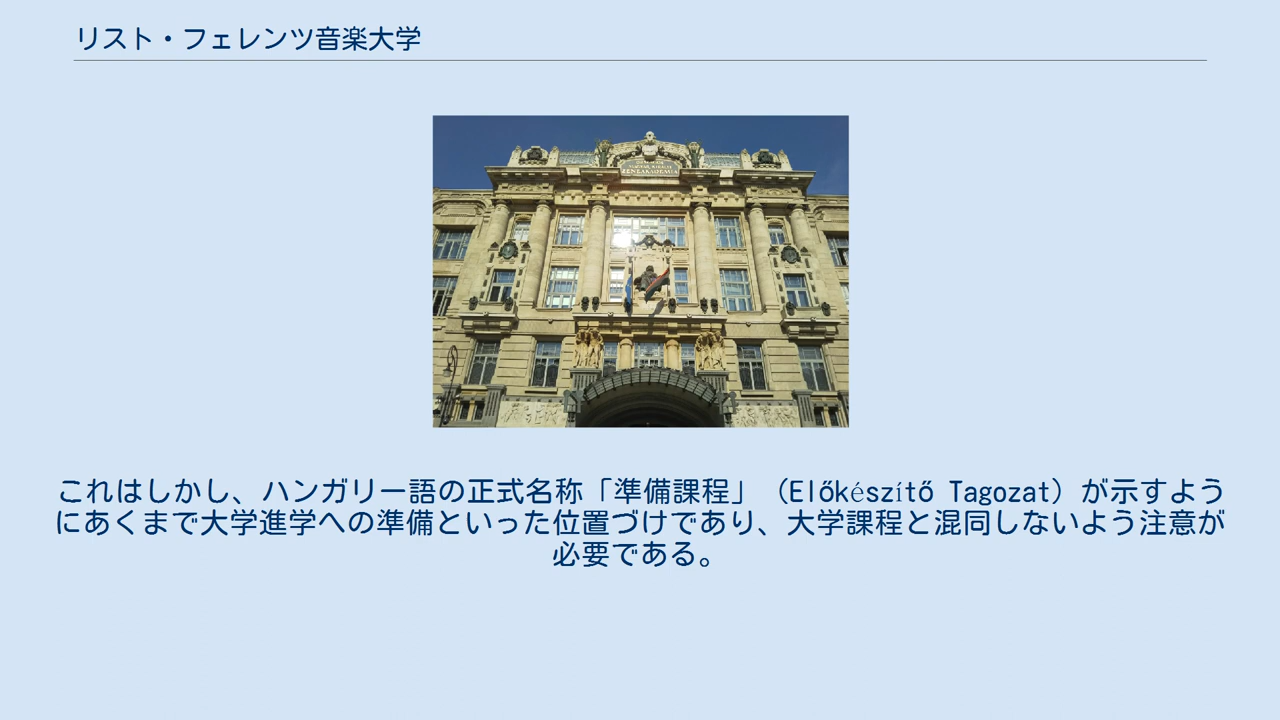 リスト・フェレンツ音楽大学
ZENEAKADEMIA
これはしかし、ハンガリー語の正式名称「準備課程」（Előkészítő Tagozat）が示すよう
にあくまで大学進学への準備といった位置づけであり、大学課程と混同しないよう注意が
必要である。